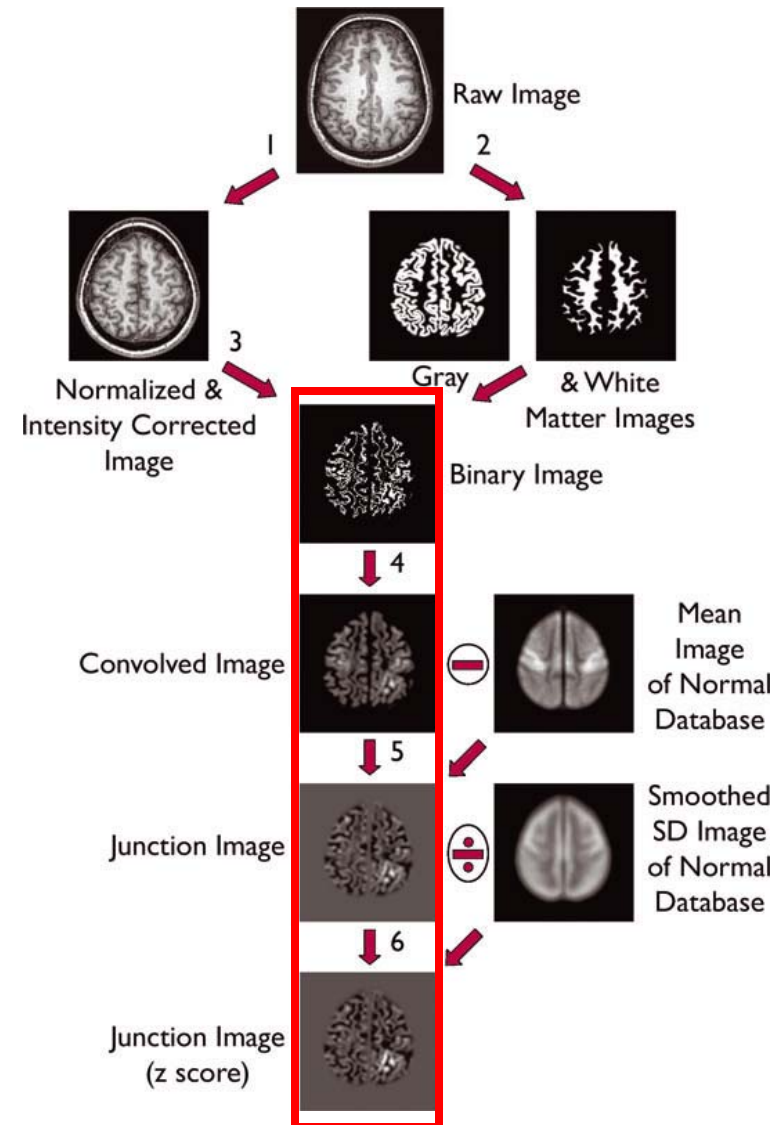 Raw Image
1
2
3
Normalized &
Intensity Corrected
Image
Gray
& White
Matter Images
Binary Image
4
Convolved Image
Mean
Image
of Normal
Database
5
Junction Image
Smoothed
SD Image
of Normal
Database
6
Junction Image
(z score)